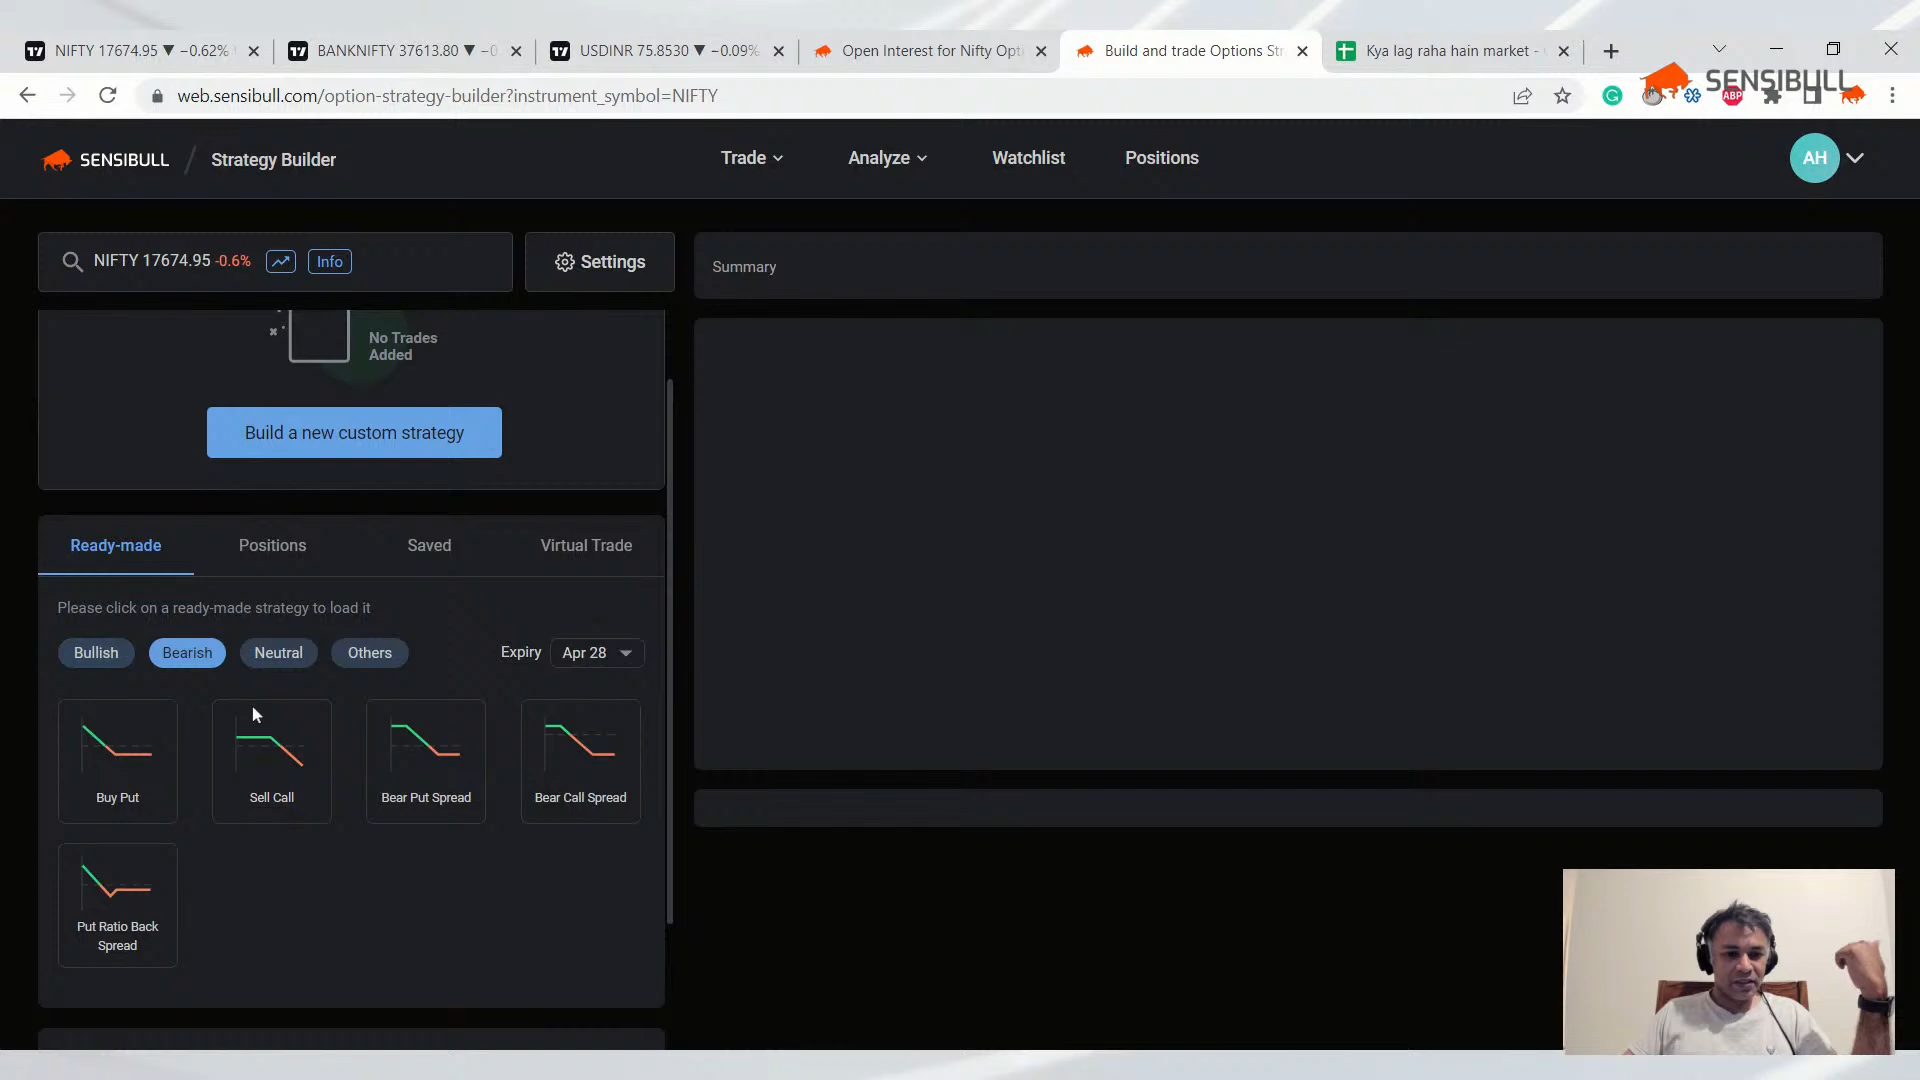 NIFTY 17674.95 ▼ −0.62%
BANKNIFTY 37613.80 ▼ −0
USDINR 75.8530 ▼ −0.09%
Open Interest for Nifty Opti
Build and trade Options Str
Kya lag raha hain market -
web.sensibull.com/option-strategy-builder?instrument_symbol=NIFTY
ABP
SENSIBULL
SENSIBULL / Strategy Builder
Trade
Analyze
Watchlist
Positions
AH
NIFTY 17674.95 -0.6%
Info
Settings
Summary
No Trades
Added
Build a new custom strategy
Ready-made
Positions
Saved
Virtual Trade
Please click on a ready-made strategy to load it
Bullish
Bearish
Neutral
Others
Expiry
Apr 28
Buy Put
Sell Call
Bear Put Spread
Bear Call Spread
Put Ratio Back
Spread